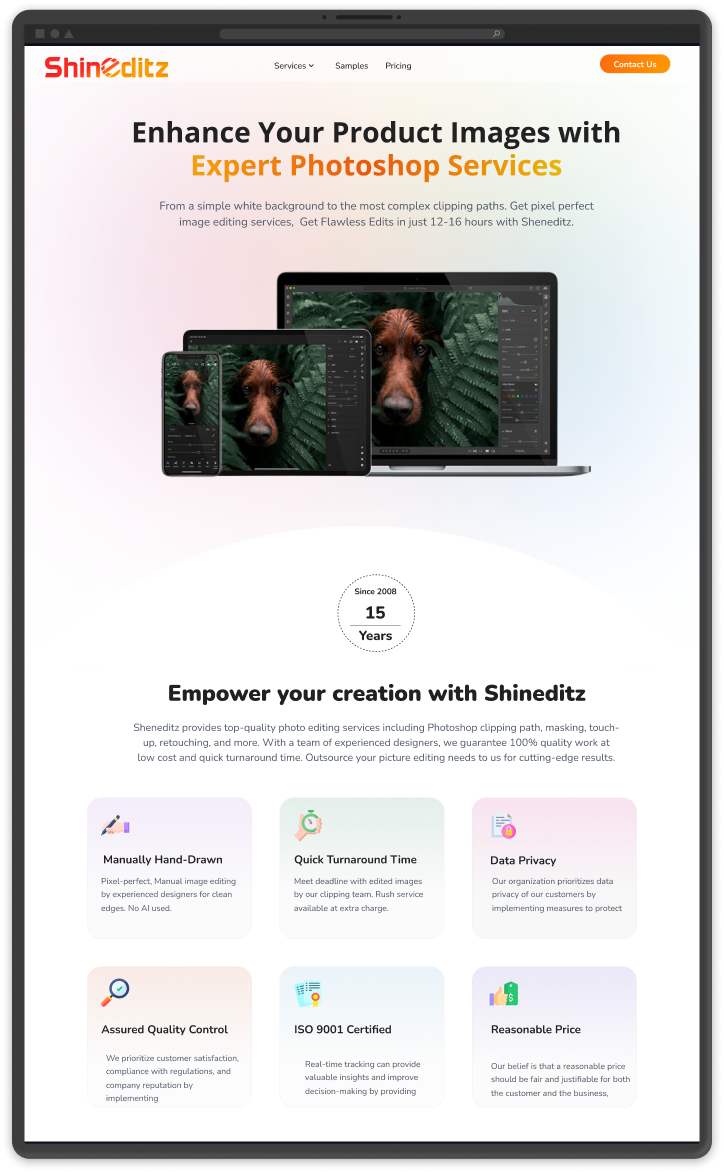 Shineditz
Services
Samples
Pricing
Contact Us
Enhance Your Product Images with
Expert Photoshop Services
From a simple white background to the most complex clipping paths. Get pixel perfect
image editing services, Get Flawless Edits in just 12-16 hours with Sheneditz.
Since 2008
15
Years
Empower your creation with Shineditz
Sheneditz provides top-quality photo editing services including Photoshop clipping path, masking, touch-
up, retouching, and more. With a team of experienced designers, we guarantee 100% quality work at
low cost and quick turnaround time. Outsource your picture editing needs to us for cutting-edge results.
Manually Hand-Drawn
Pixel-perfect, Manual image editing
by experienced designers for clean
edges. No AI used.
Quick Turnaround Time
Meet deadline with edited images
by our clipping team. Rush service
available at extra charge.
Data Privacy
Our organization prioritizes data
privacy of our customers by
implementing measures to protect
Assured Quality Control
We prioritize customer satisfaction,
compliance with regulations, and
company reputation by
implementing
ISO 9001 Certified
Real-time tracking can provide
valuable insights and improve
decision-making by providing
Reasonable Price
Our belief is that a reasonable price
should be fair and justifiable for both
the customer and the business,